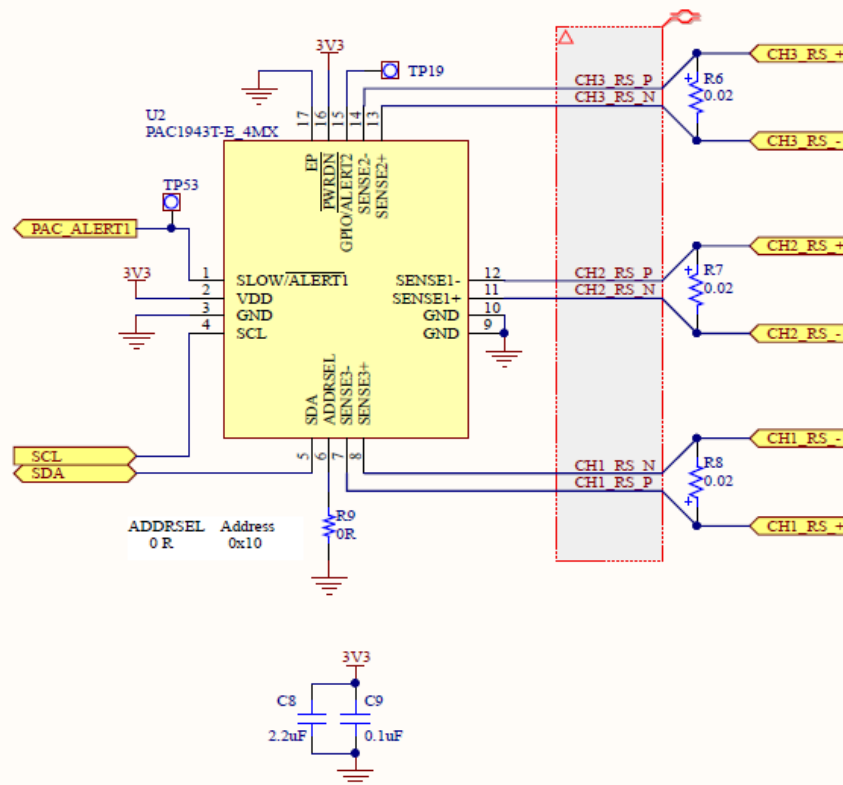 3V3
TP19
U2
PAC1943T-E_4MX
17
16
15
14
13
EP
PWRDN
GPIO/ALERT2
SENSE2-
SENSE2+
CH3_RS_P
CH3_RS_N
CH3_RS_+
R6
0.02
CH3_RS_-
TP53
PAC_ALERT1
3V3
1
SLOW/ALERT1
2
VDD
3
GND
4
SCL
SENSE1-
12
SENSE1+
11
GND
10
GND
9
CH2_RS_P
CH2_RS_N
CH2_RS_+
R7
0.02
CH2_RS_-
SDA
ADDRSEL
SENSE3-
SENSE3+
5
6
7
8
SCL
SDA
CH1_RS_N
CH1_RS_P
CH1_RS_-
R8
0.02
CH1_RS_+
R9
0R
ADDRSEL Address
0 R 0x10
3V3
C8
2.2uF
C9
0.1uF